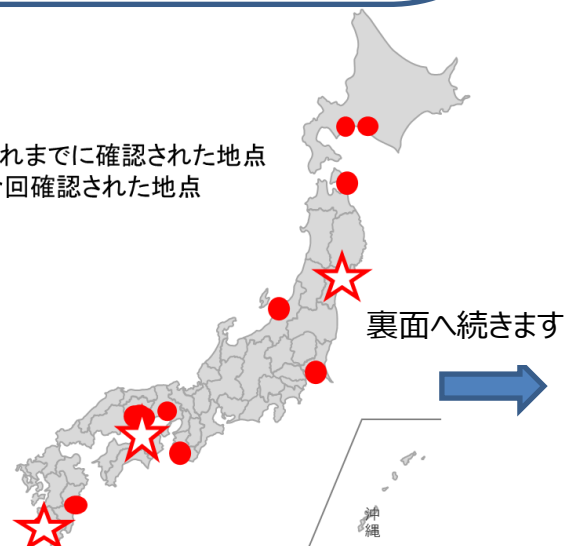 れまでに確認された地点
回確認された地点
裏面へ続きます
沖
縄